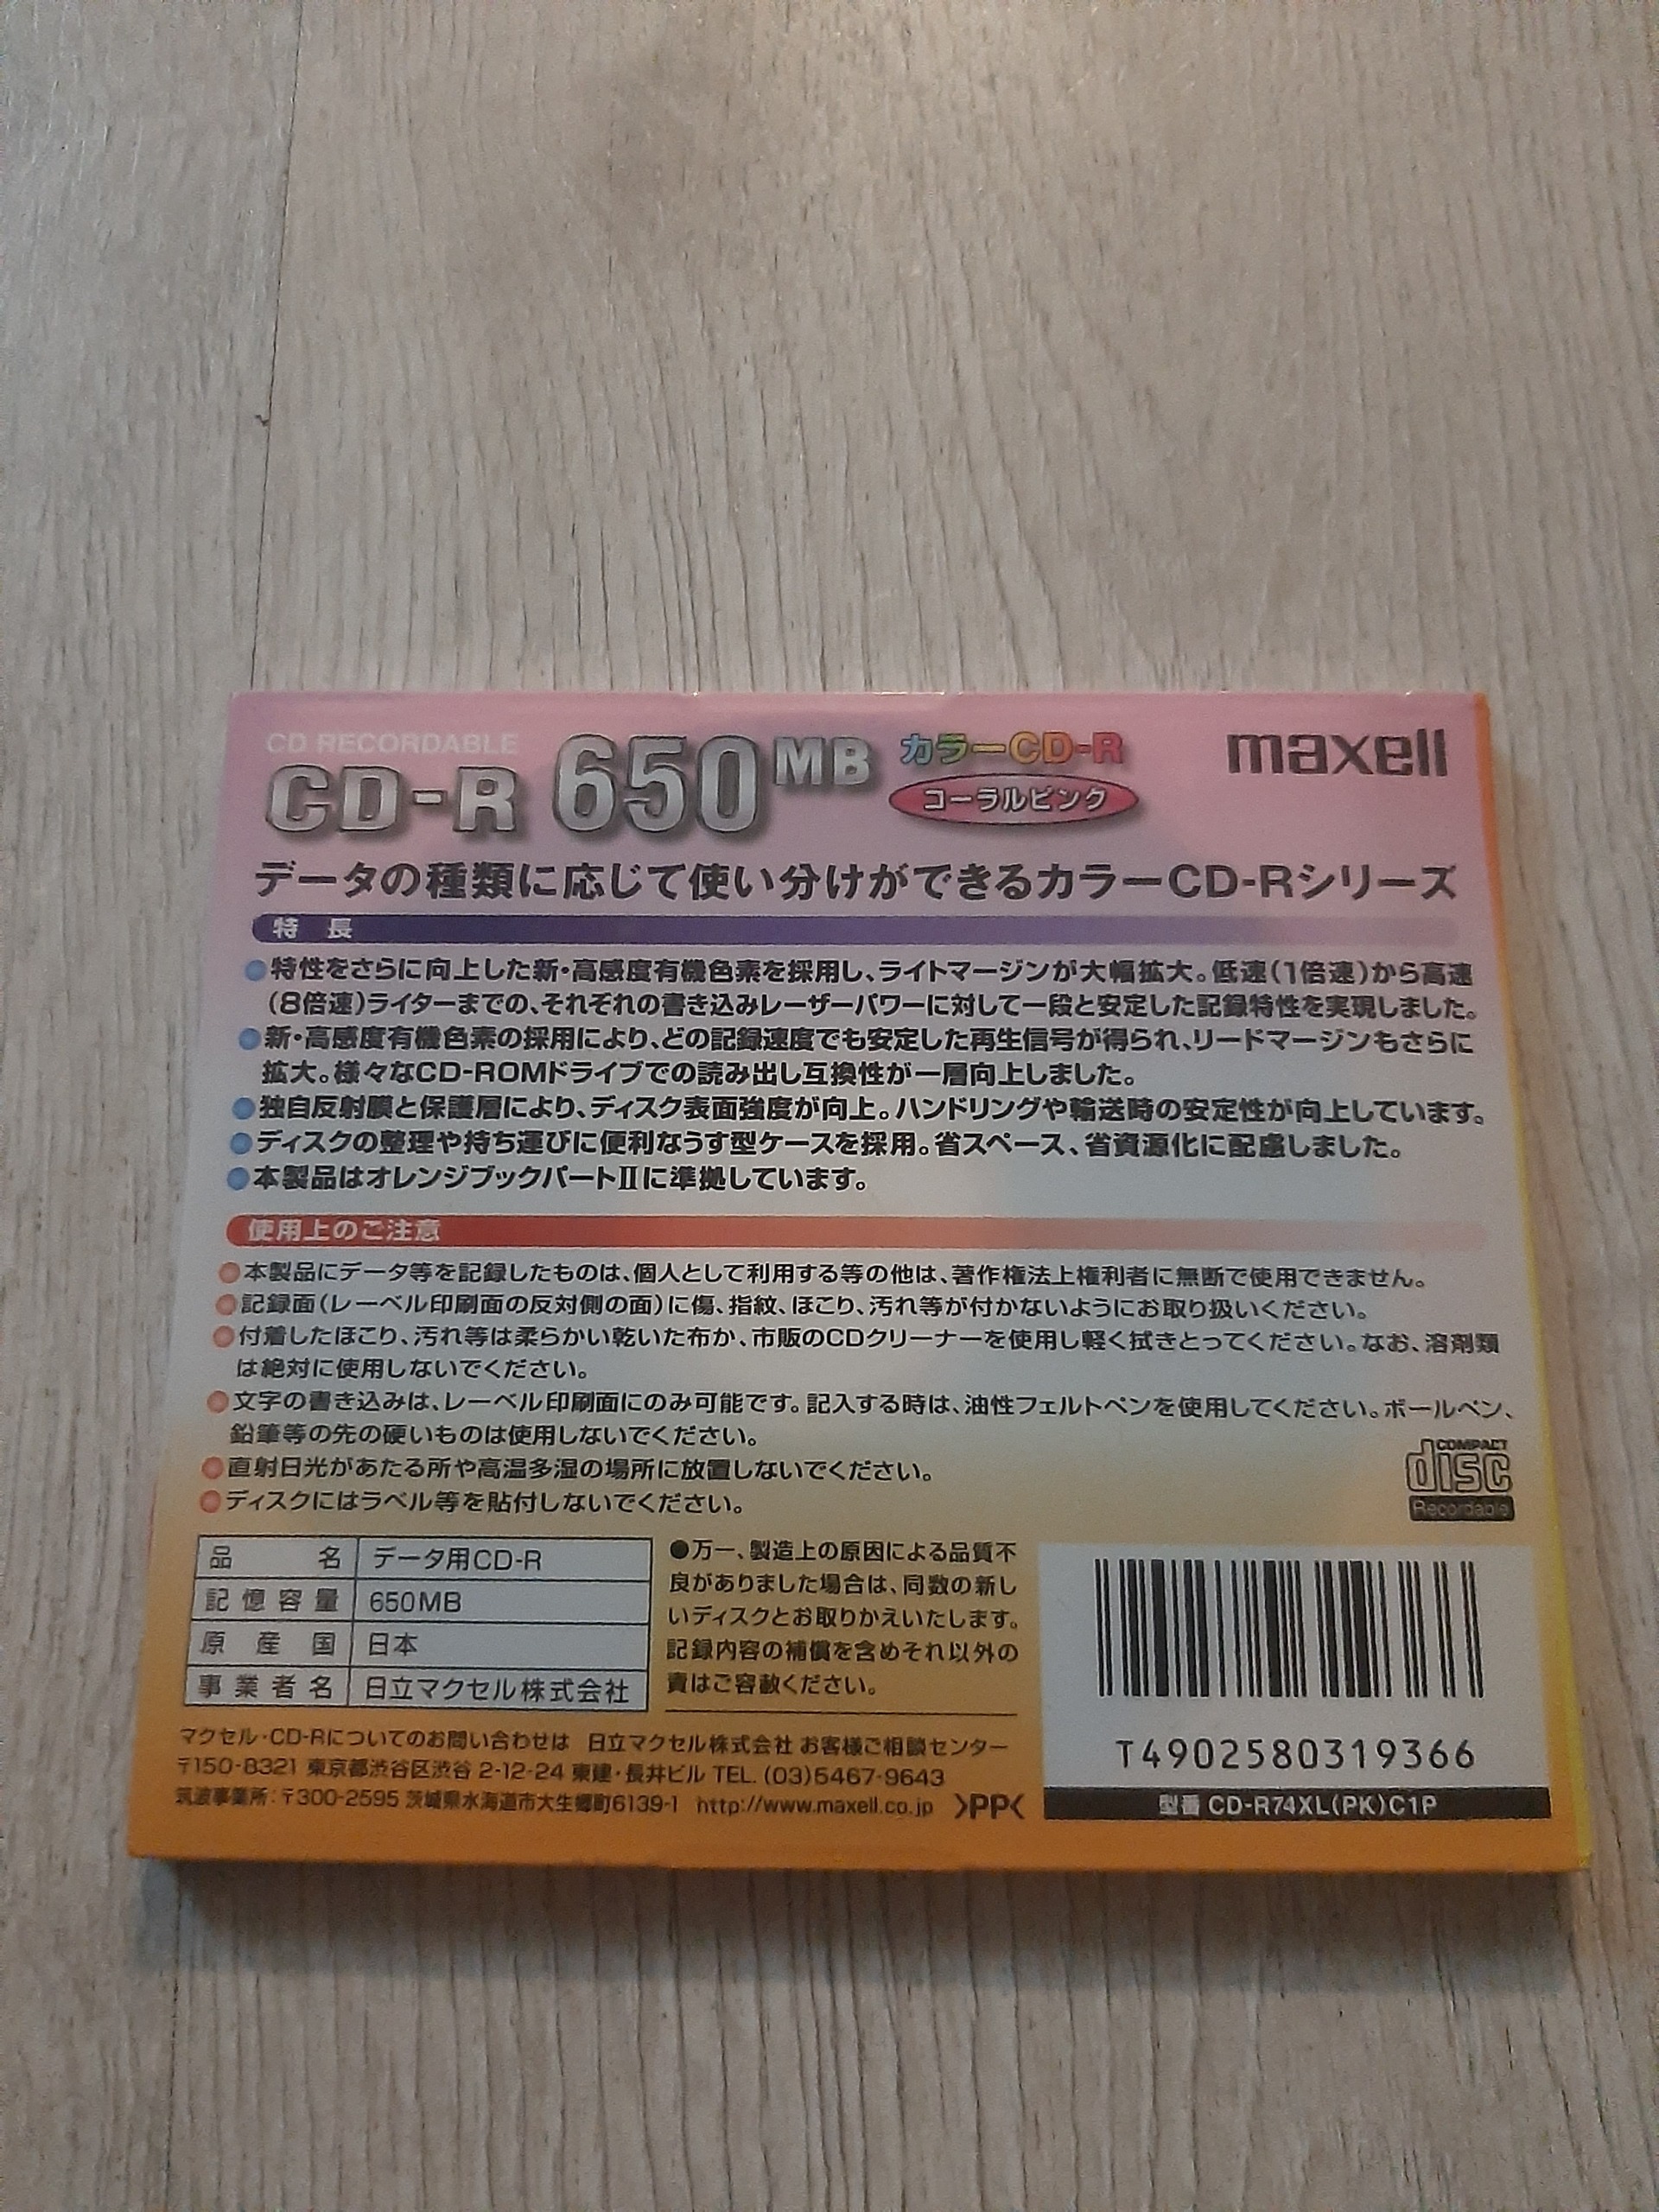 CD RECORDABLE
CD-R 650MB
カラーCD-R
コーラルピンク
maxell
データの種類に応じて使い分けができるカラーCD-Rシリーズ
特 長
●特性をさらに向上した新・高感度有機色素を採用し、ライトマージンが大幅拡大。低速(1倍速)から高速
(8倍速)ライターまでの、それぞれの書き込みレーザーパワーに対して一段と安定した記録特性を実現しました。
●新・高感度有機色素の採用により、どの記録速度でも安定した再生信号が得られ、リードマージンもさらに
拡大。様々なCD-ROMドライブでの読み出し互換性が一層向上しました。
●独自反射膜と保護層により、ディスク表面強度が向上。ハンドリングや輸送時の安定性が向上しています。
●ディスクの整理や持ち運びに便利なうす型ケースを採用。省スペース、省資源化に配慮しました。
●本製品はオレンジブックパートⅡに準拠しています。
使用上のご注意
●本製品にデータ等を記録したものは、個人として利用する等の他は、著作権法上権利者に無断で使用できません。
●記録面(レーベル印刷面の反対側の面)に傷、指紋、ほこり、汚れ等が付かないようにお取り扱いください。
●付着したほこり、汚れ等は柔らかい乾いた布か、市販のCDクリーナーを使用し軽く拭きとってください。なお、溶剤類
は絶対に使用しないでください。
●文字の書き込みは、レーベル印刷面にのみ可能です。記入する時は、油性フェルトペンを使用してください。ボールペン、
鉛筆等の先の硬いものは使用しないでください。
●直射日光があたる所や高温多湿の場所に放置しないでください。
●ディスクにはラベル等を貼付しないでください。
COMPACT
disc
Recordable
品 名 データ用CD-R
記憶容量 650MB
原産国 日本
事業者名 日立マクセル株式会社
●万一、製造上の原因による品質不
良がありました場合は、同数の新し
いディスクとお取りかえいたします。
記録内容の補償を含めそれ以外の
責はご容赦ください。
マクセル・CD-Rについてのお問い合わせは 日立マクセル株式会社 お客様ご相談センター
〒150-8321 東京都渋谷区渋谷 2-12-24 東建・長井ビル TEL. (03)5467-9643
筑波事業所:〒300-2595 茨城県水海道市大生郷町6139-1 http://www.maxell.co.jp >PP<
T4902580319366
型番 CD-R74XL(PK)C1P